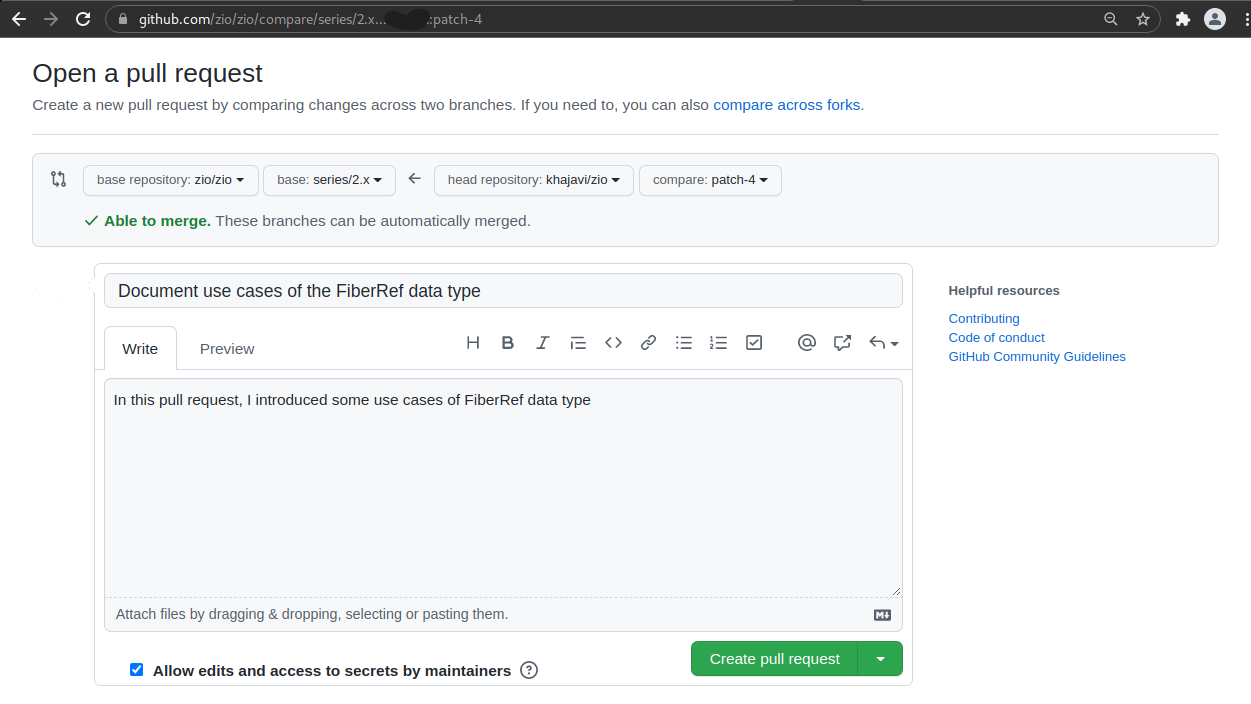 github.com/zio/zio/compare/series/2.x... :patch-4
Open a pull request
Create a new pull request by comparing changes across two branches. If you need to, you can also compare across forks.
base repository: zio/zio base: series/2.x head repository: khajavi/zio compare: patch-4
Able to merge. These branches can be automatically merged.
Document use cases of the FiberRef data type
Write Preview
In this pull request, I introduced some use cases of FiberRef data type
Attach files by dragging & dropping, selecting or pasting them.
Allow edits and access to secrets by maintainers
Create pull request
Helpful resources
Contributing
Code of conduct
GitHub Community Guidelines